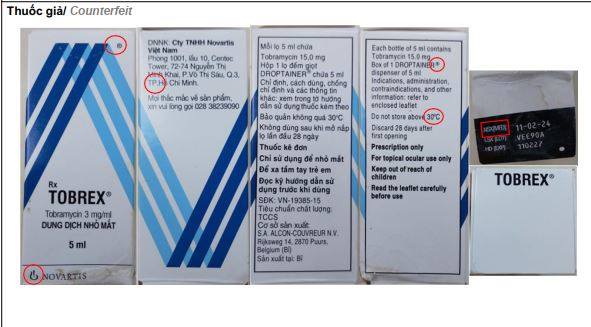 Thuốc giả/ Counterfeit
®
Rx
TOBREX®
Tobramycin 3 mg/ml
DUNG DỊCH NHỎ MẮT
5 ml
NOVARTIS
DNNK: Cty TNHH Novartis
Việt Nam
Phòng 1001, lầu 10, Centec
Tower, 72-74 Nguyễn Thị
Minh Khai, P.Võ Thị Sáu, Q.3,
TP.Hồ Chí Minh.
Mọi thắc mắc về sản phẩm,
xin vui lòng gọi 028 38239090
Mỗi lọ 5 ml chứa
Tobramycin 15,0 mg
Hộp 1 lọ đếm giọt
DROPTAINER® chứa 5 ml
Chỉ định, cách dùng, chống
chỉ định và các thông tin
khác: xem trong tờ hướng
dẫn sử dụng thuốc kèm theo
Bảo quản không quá 30°C
Không dùng sau khi mở nắp
lọ lần đầu 28 ngày
Thuốc kê đơn
Chỉ sử dụng để nhỏ mắt
Để xa tầm tay trẻ em
Đọc kỹ hướng dẫn sử
dụng trước khi dùng
SĐK: VN-19385-15
Tiêu chuẩn chất lượng:
TCCS
Cơ sở sản xuất:
S.A. ALCON-COUVREUR N.V.
Rijksweg 14, 2870 Puurs,
Belgium (Bỉ)
Sản xuất tại: Bỉ
Each bottle of 5 ml contains
Tobramycin 15.0 mg
Box of 1 DROPTAINER®
dispenser of 5 ml
Indications, administration,
contraindications, and other
information: refer to
enclosed leaflet
Do not store above 30°C
Discard 28 days after
first opening
Prescription only
For topical ocular use only
Keep out of reach of
children
Read the leaflet carefully
before use
NSX(MFD) 11-02-24
LSX (LOT) VEE90A
HD (EXP) 110227
TOBREX®